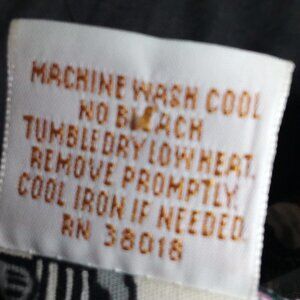 MACHINE WASH COOL
NO BLEACH
TUMBLE DRY LOW HEAT.
REMOVE PROMPTLY.
COOL IRON IF NEEDED.
RN 38018